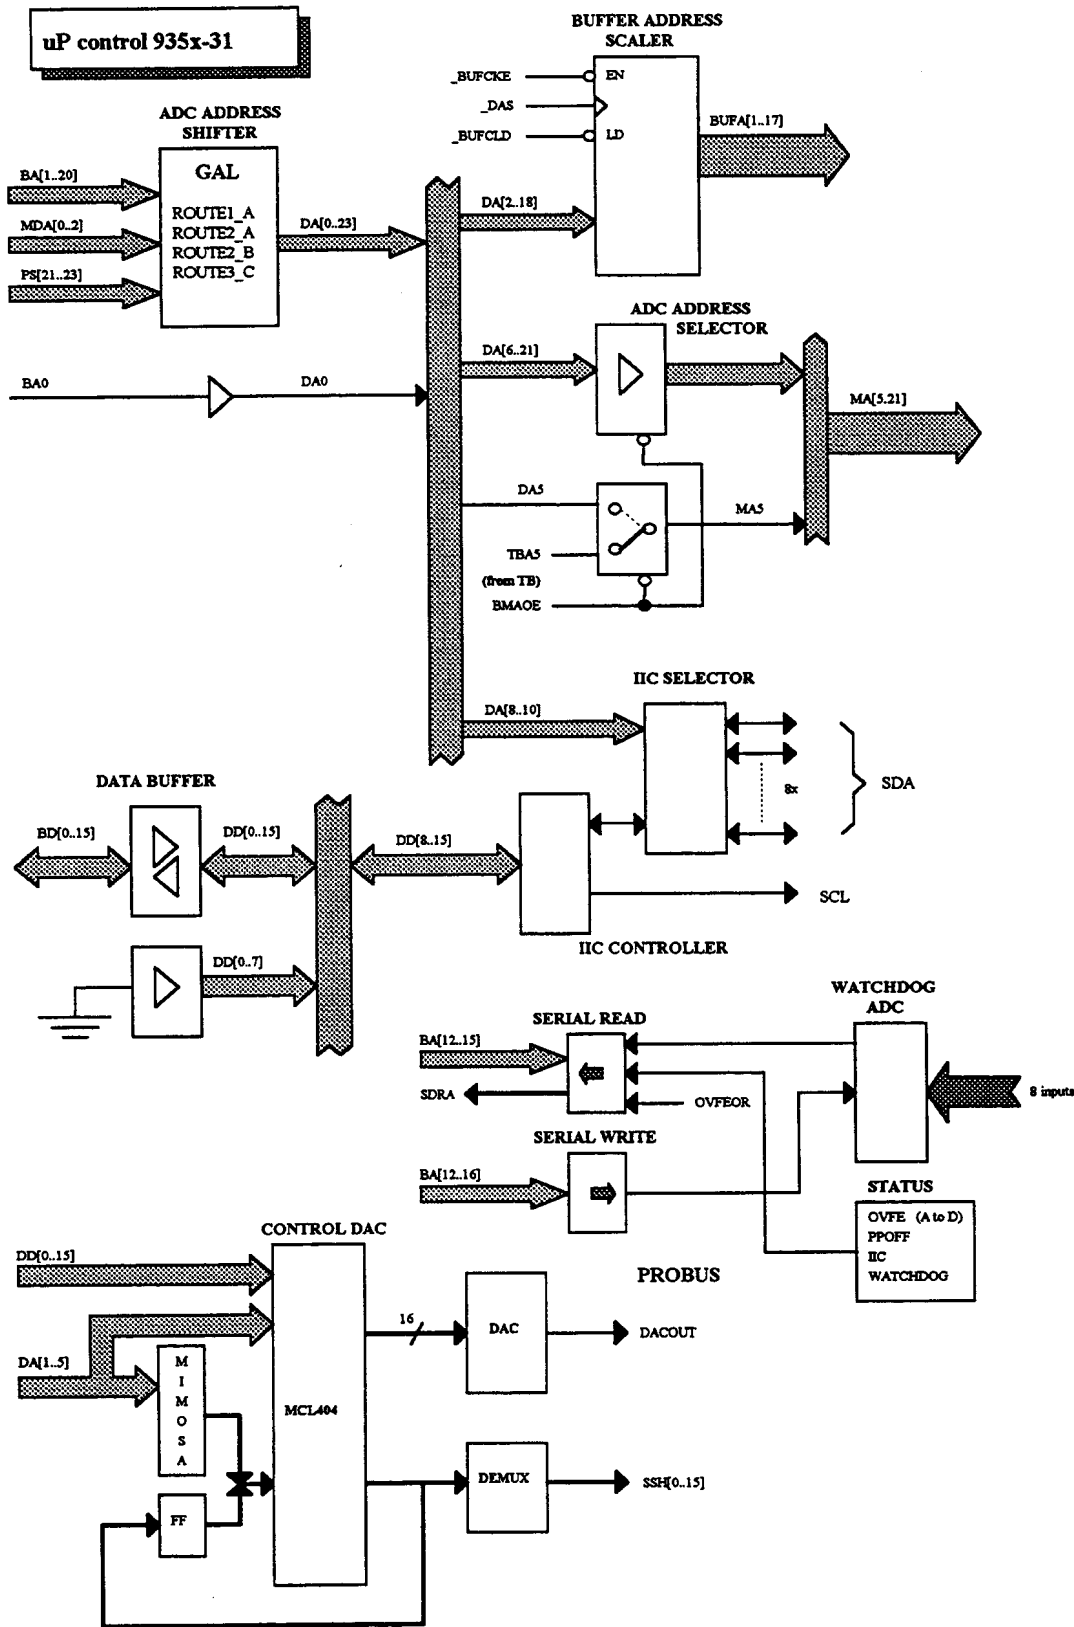 uP control 935x-31
BUFFER ADDRESS
SCALER
_BUFCKE
EN
_DAS
_BUFCLD
LD
BUFA[1..17]
ADC ADDRESS
SHIFTER
GAL
BA[1..20]
ROUTE1_A
MDA[0..2]
ROUTE2_A
ROUTE2_B
ROUTE3_C
PS[21..23]
DA[0..23]
DA[2..18]
ADC ADDRESS
SELECTOR
DA[6..21]
BA0
DA0
MA[5.21]
DA5
MA5
TBA5
(from TB)
BMAOE
IIC SELECTOR
DA[8..10]
8x
SDA
DATA BUFFER
BD[0..15]
DD[0..15]
DD[8..15]
SCL
IIC CONTROLLER
DD[0..7]
WATCHDOG
ADC
SERIAL READ
BA[12..15]
SDRA
OVFEOR
8 inputs
SERIAL WRITE
BA[12..16]
STATUS
OVFE (A to D)
PPOFF
IIC
WATCHDOG
CONTROL DAC
DD[0..15]
PROBUS
16
DAC
DACOUT
DA[1..5]
M
I
M
O
S
A
MCL404
DEMUX
SSH[0..15]
FF